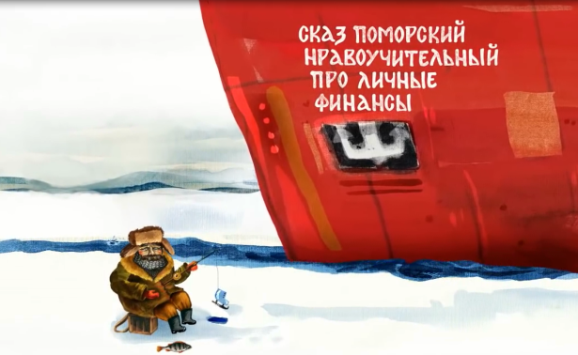 СКАЗ ПОМОРСКИЙ
НРАВОУЧИТЕЛЬНЫЙ
ПРО ЛИЧНЫЕ
ФИНАНСЫ